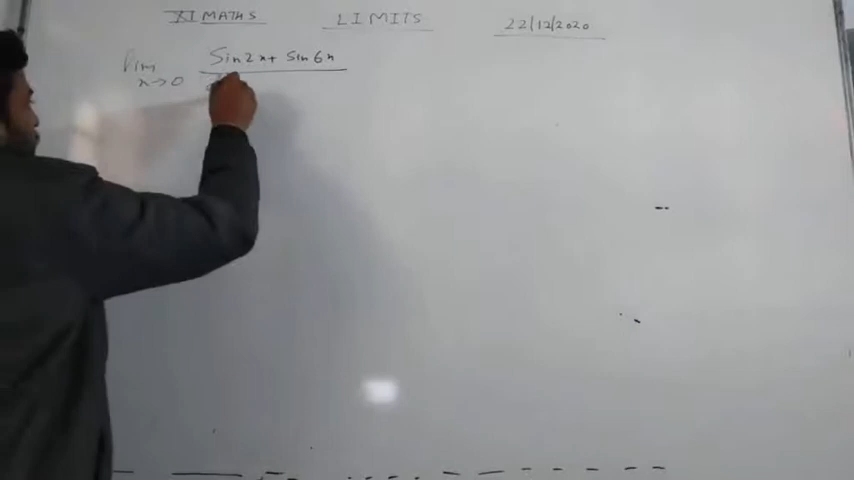 XI MATHS LIMITS 22/12/2020
lim Sin2x + Sin6x
x→0